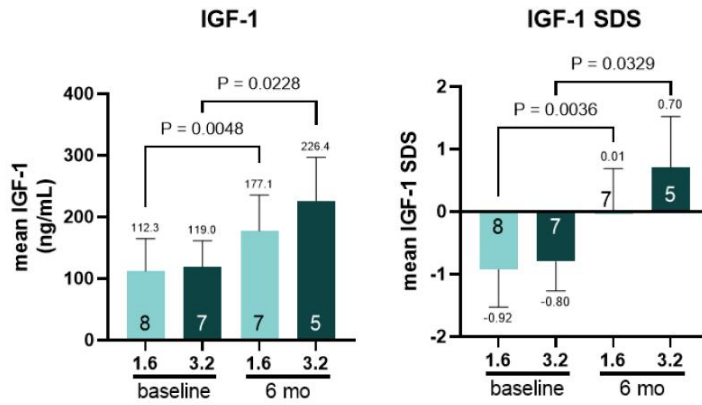 IGF-1
P = 0.0228
P = 0.0048
400
300
200
100
0
mean IGF-1
(ng/mL)
112.3
119.0
177.1
226.4
8
7
7
5
1.6
3.2
1.6
3.2
baseline
6 mo
IGF-1 SDS
P = 0.0329
P = 0.0036
2
1
0
-1
-2
mean IGF-1 SDS
0.01
0.70
8
7
7
5
-0.92
-0.80
1.6
3.2
1.6
3.2
baseline
6 mo